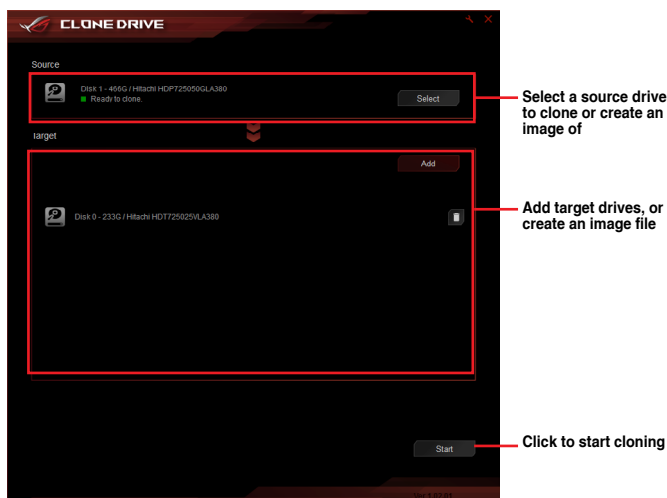 CLONE DRIVE
Source
Disk 1 - 466G / Hitachi HDP725050GLA380
Ready to clone.
Select
Select a source drive
to clone or create an
image of
Target
Add
Add target drives, or
create an image file
Disk 0 - 233G / Hitachi HDT725025VLA380
Start
Click to start cloning